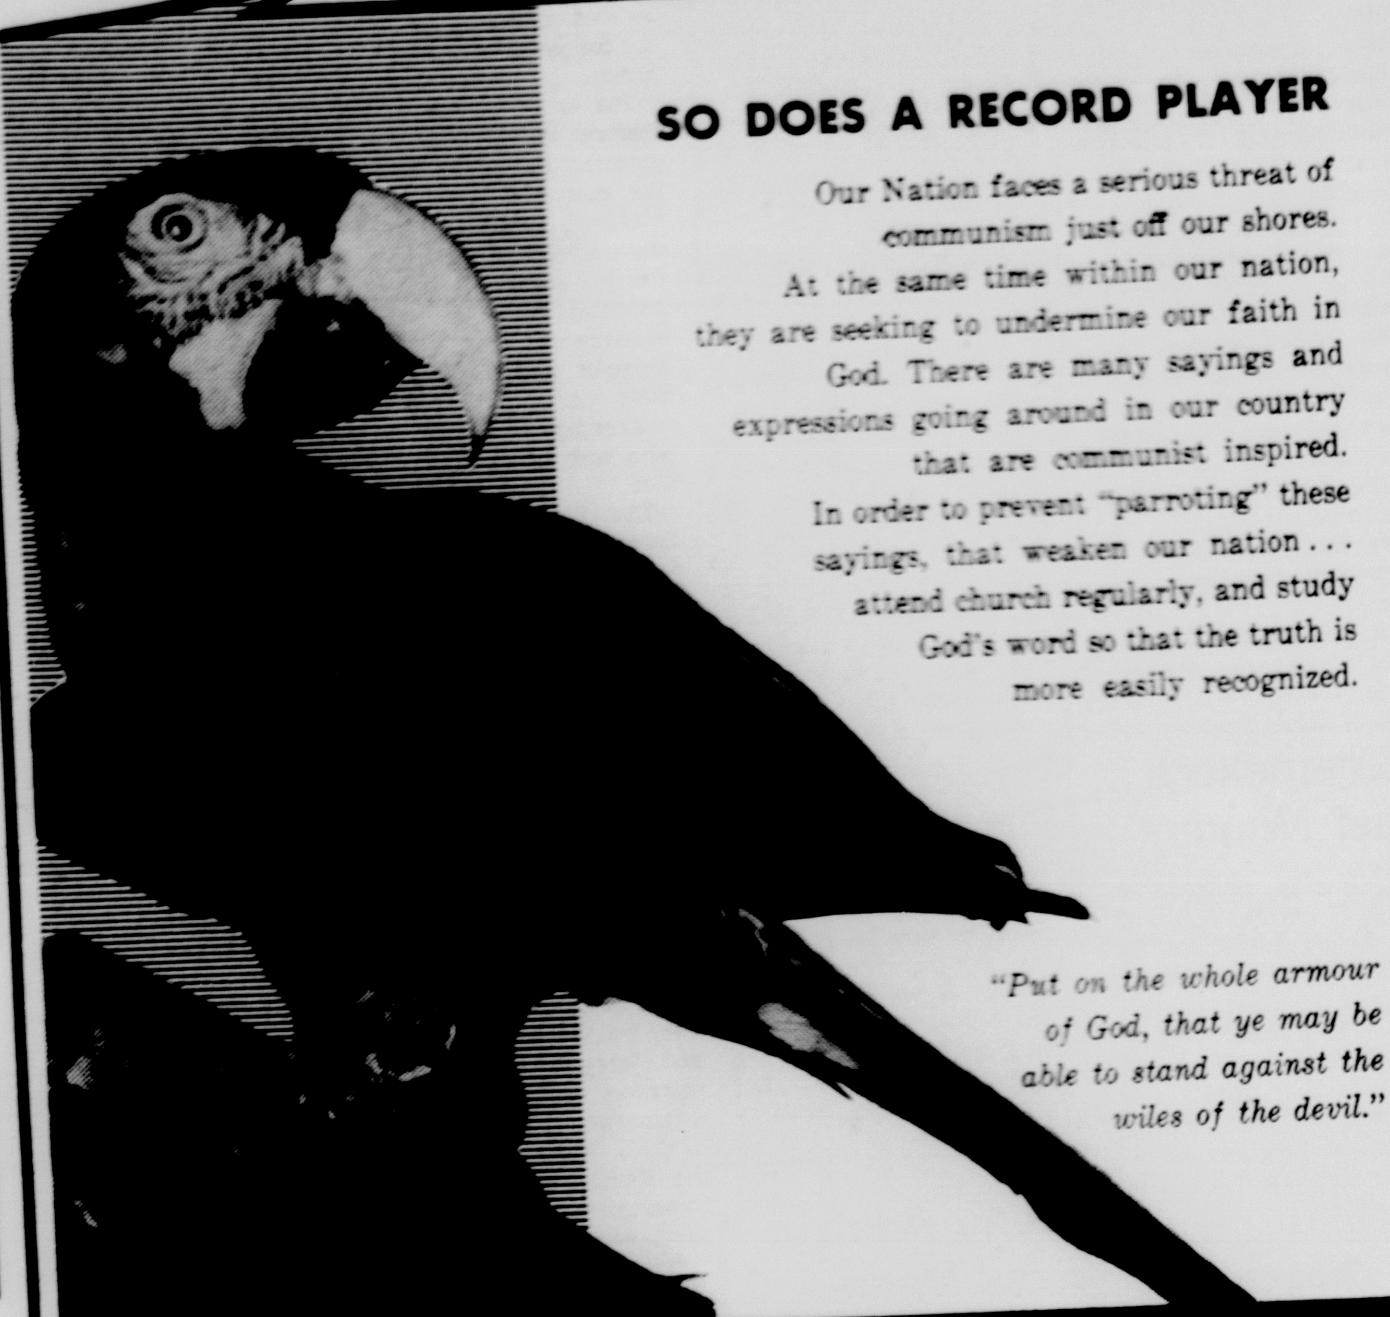 SO DOES A RECORD PLAYER
Our Nation faces a serious threat of
communism just off our shores.
At the same time within our nation,
they are seeking to undermine our faith in
God. There are many sayings and
expressions going around in our country
that are communist inspired.
In order to prevent "parroting" these
sayings, that weaken our nation...
attend church regularly, and study
God's word so that the truth is
more easily recognized.
"Put on the whole armour
of God, that ye may be
able to stand against the
wiles of the devil."